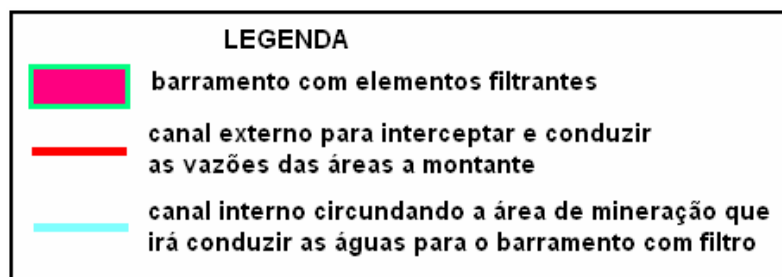 LEGENDA
barramento com elementos filtrantes
canal externo para interceptar e conduzir
as vazões das áreas a montante
canal interno circundando a área de mineração que
irá conduzir as águas para o barramento com filtro